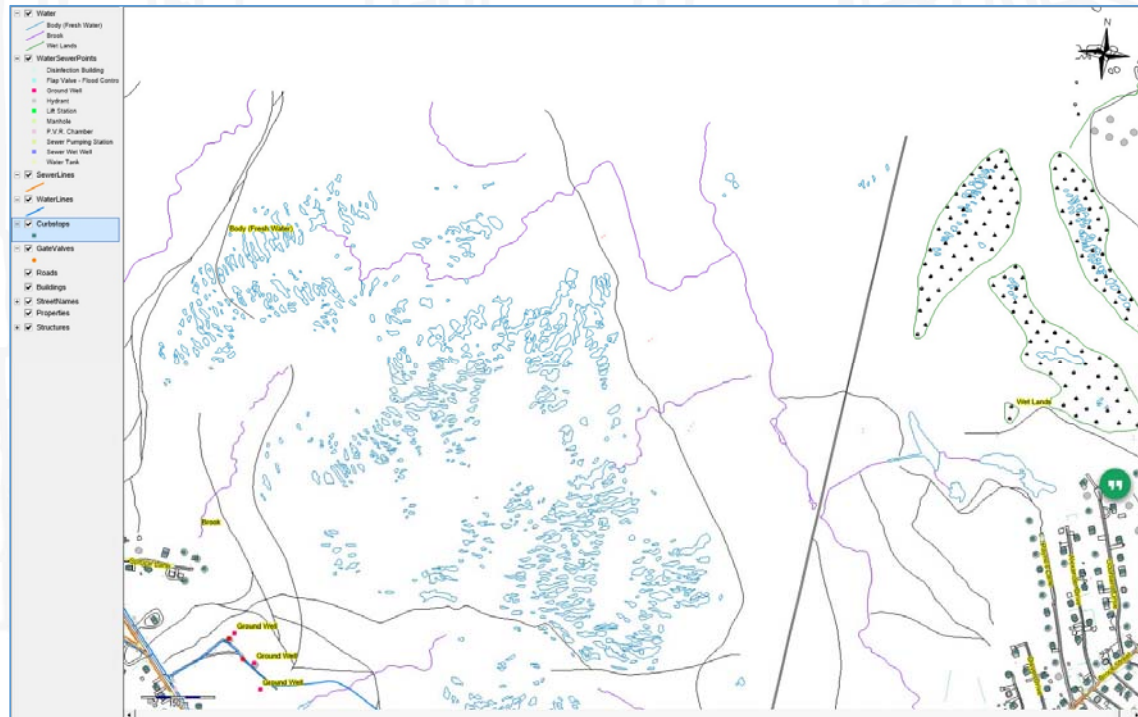 Water
Body (Fresh Water)
Brook
Wet Lands
WaterSewerPoints
Disinfection Building
Flap Valve - Flood Contro
Ground Well
Hydrant
Lift Station
Manhole
P.V.R. Chamber
Sewer Pumping Station
Sewer Wet Well
Water Tank
SewerLines
WaterLines
Curbstops
GateValves
Roads
Buildings
StreetNames
Properties
Structures
N
Body (Fresh Water)
Wet Lands
Brook
Ground Well
Ground Well
Ground Well
150